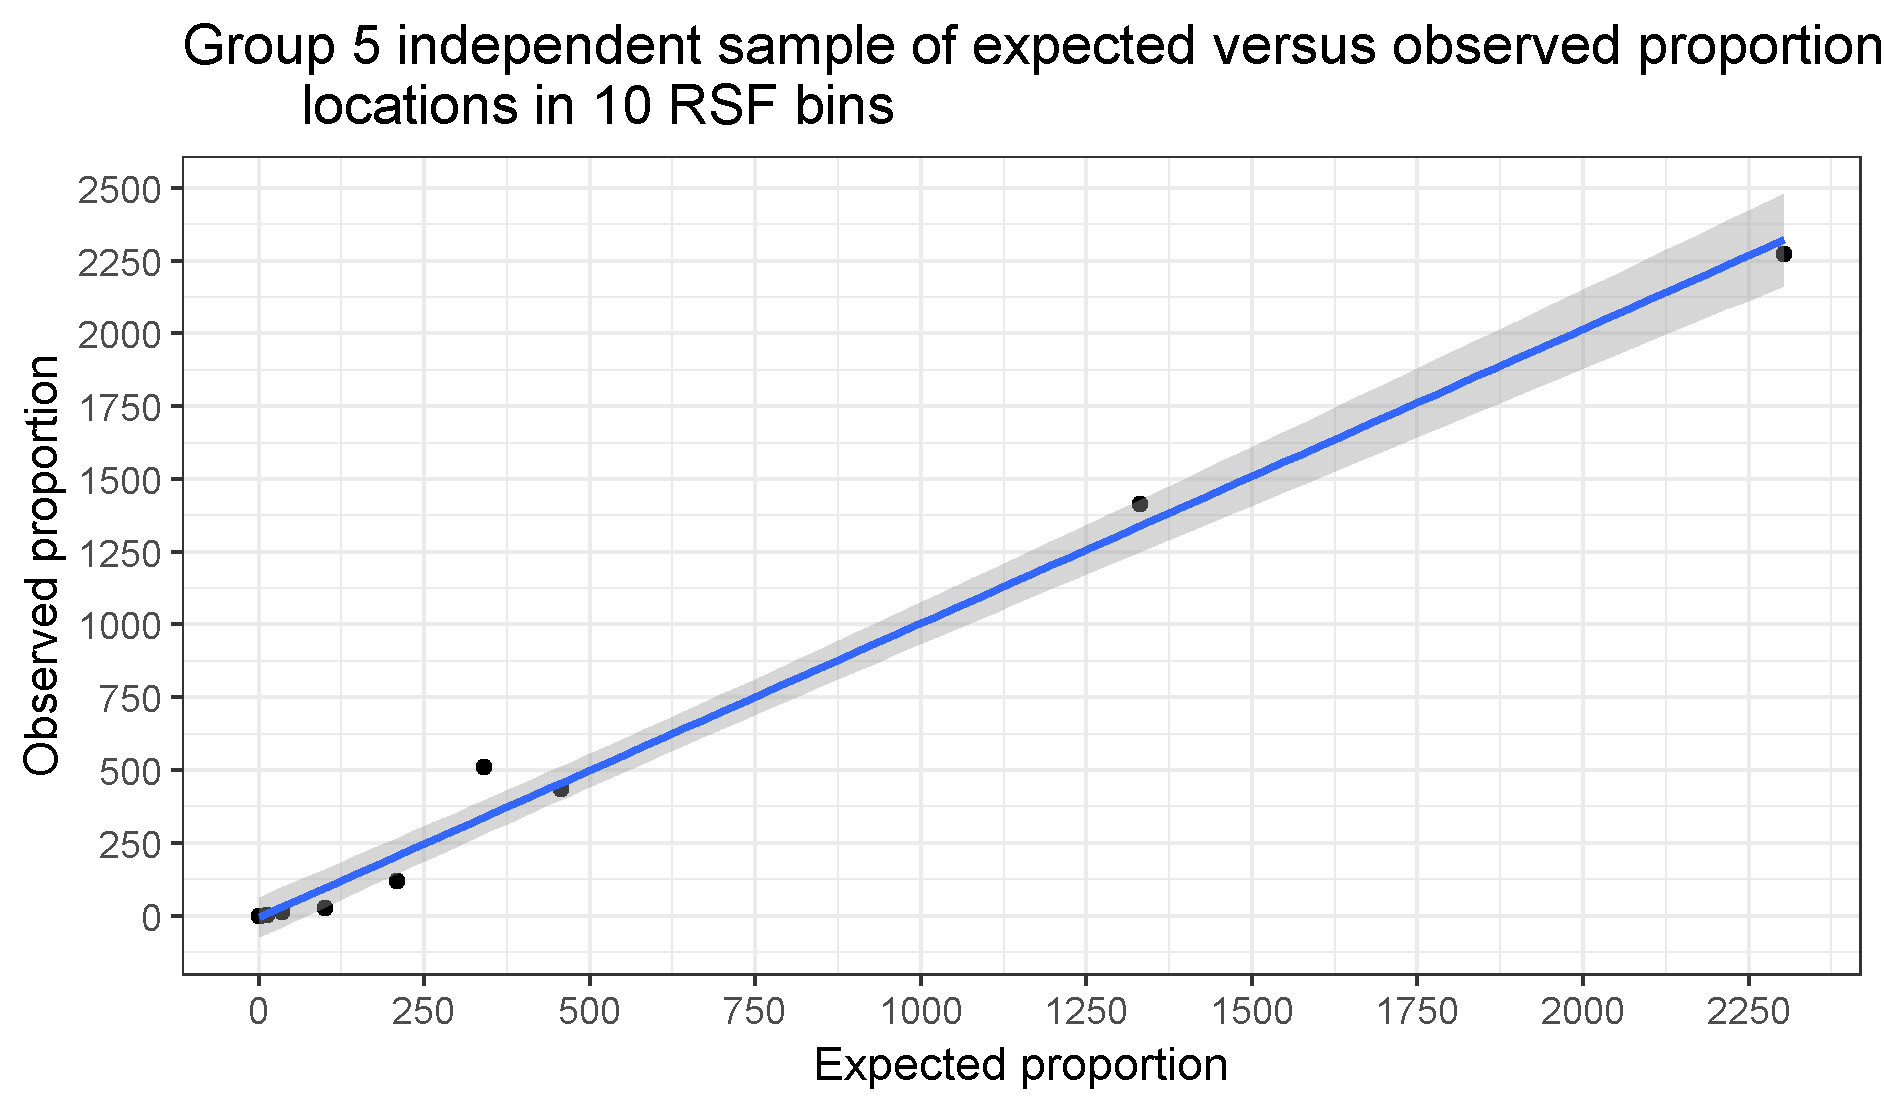 Group 5 independent sample of expected versus observed proportion
locations in 10 RSF bins
2500
2250
2000
1750
1500
1250
1000
750
500
250
0
Observed proportion
0 250 500 750 1000 1250 1500 1750 2000 2250
Expected proportion